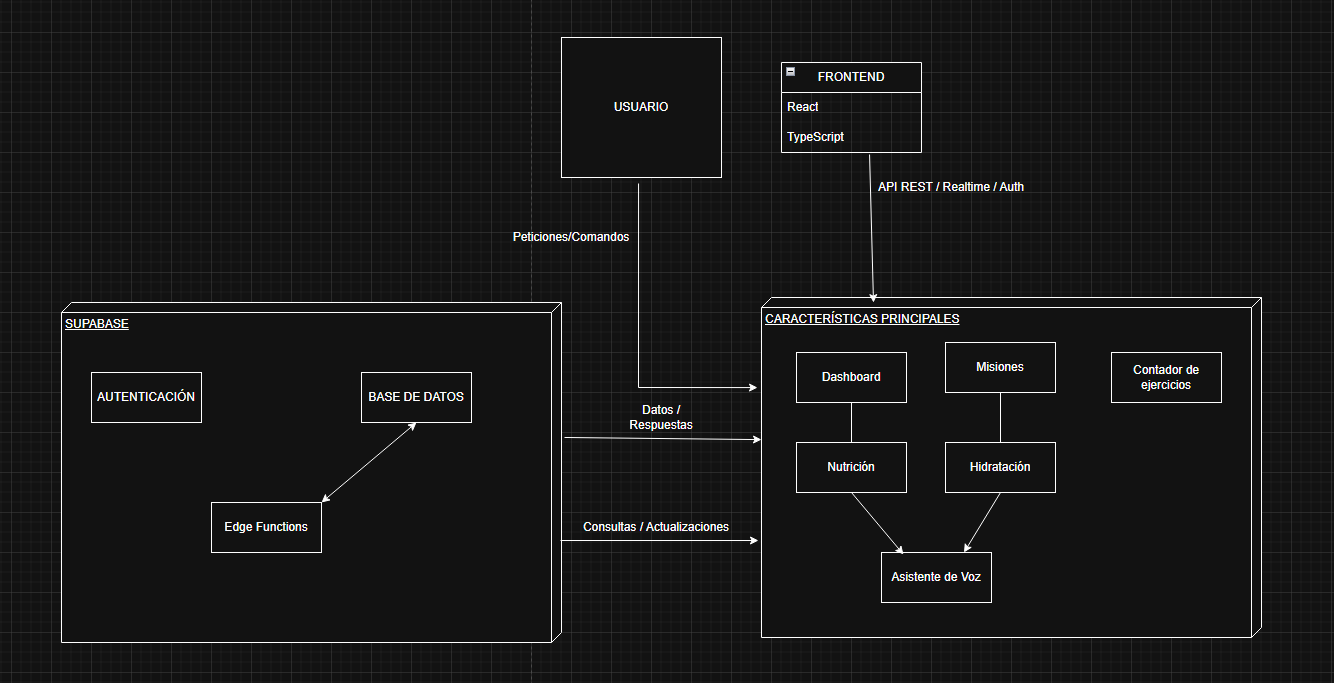 USUARIO
FRONTEND
React
TypeScript
API REST / Realtime / Auth
Peticiones/Comandos
SUPABASE
AUTENTICACIÓN
BASE DE DATOS
Edge Functions
Datos /
Respuestas
Consultas / Actualizaciones
CARACTERÍSTICAS PRINCIPALES
Dashboard
Misiones
Contador de
ejercicios
Nutrición
Hidratación
Asistente de Voz